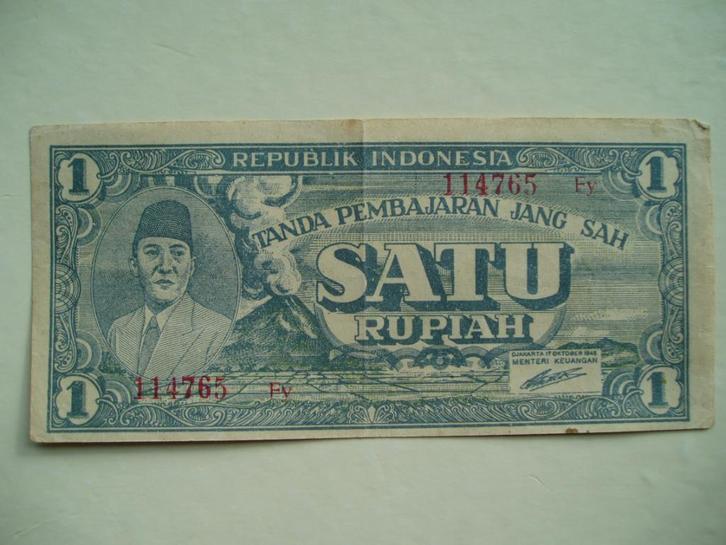 1 REPUBLIK INDONESIA 1
114765 Fy
TANDA PEMBAJARAN JANG SAH
SATU
RUPIAH
DJAKARTA 17 OKTOBER 1945
MENTERI KEUANGAN
114765 Fy
1 1